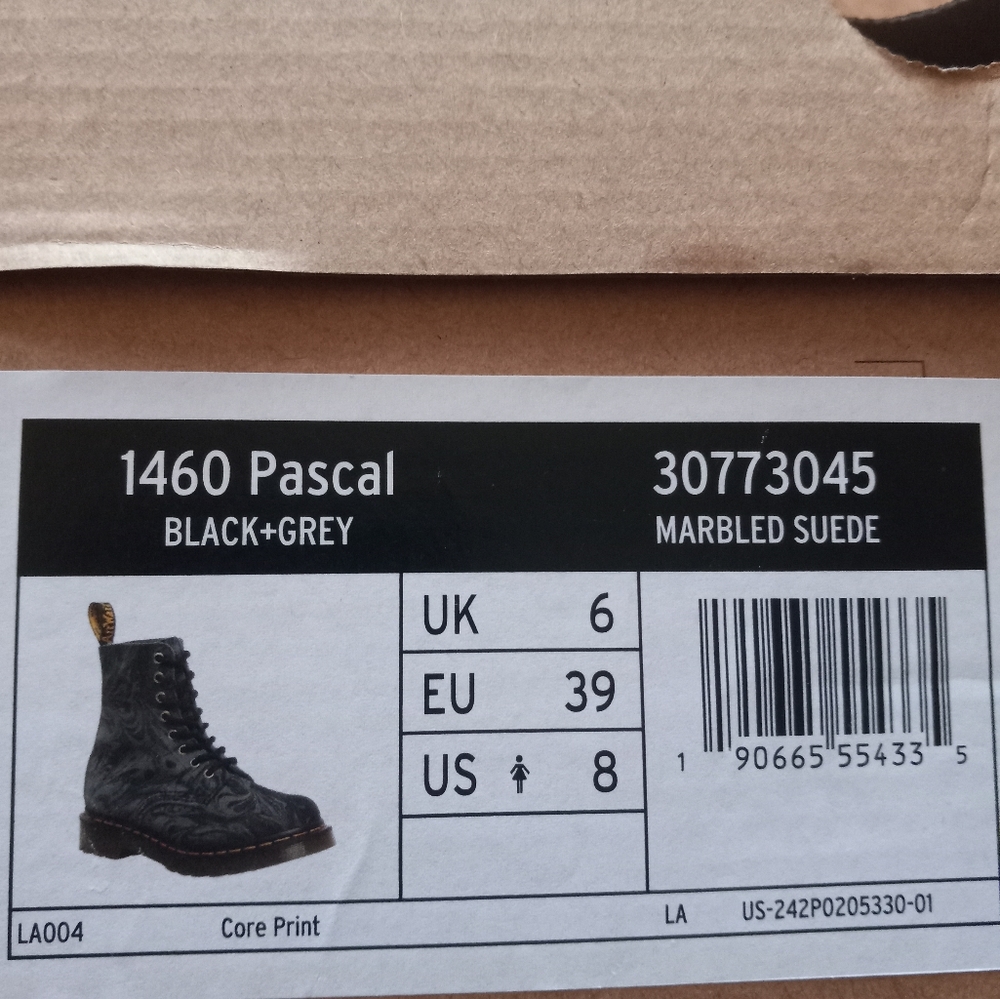 1460 Pascal
BLACK+GREY
30773045
MARBLED SUEDE
UK 6
EU 39
US 8
1 90665 55433 5
LA004 Core Print LA US-242P0205330-01